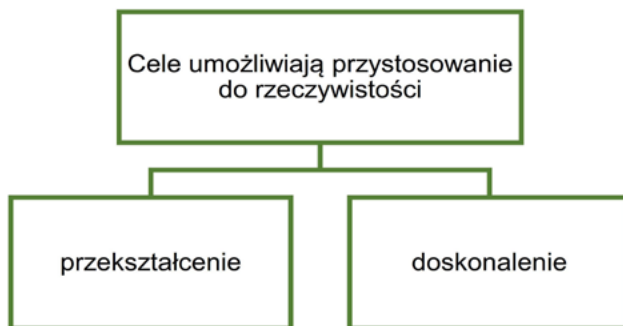 Cele umożliwiają przystosowanie
do rzeczywistości
przekształcenie
doskonalenie